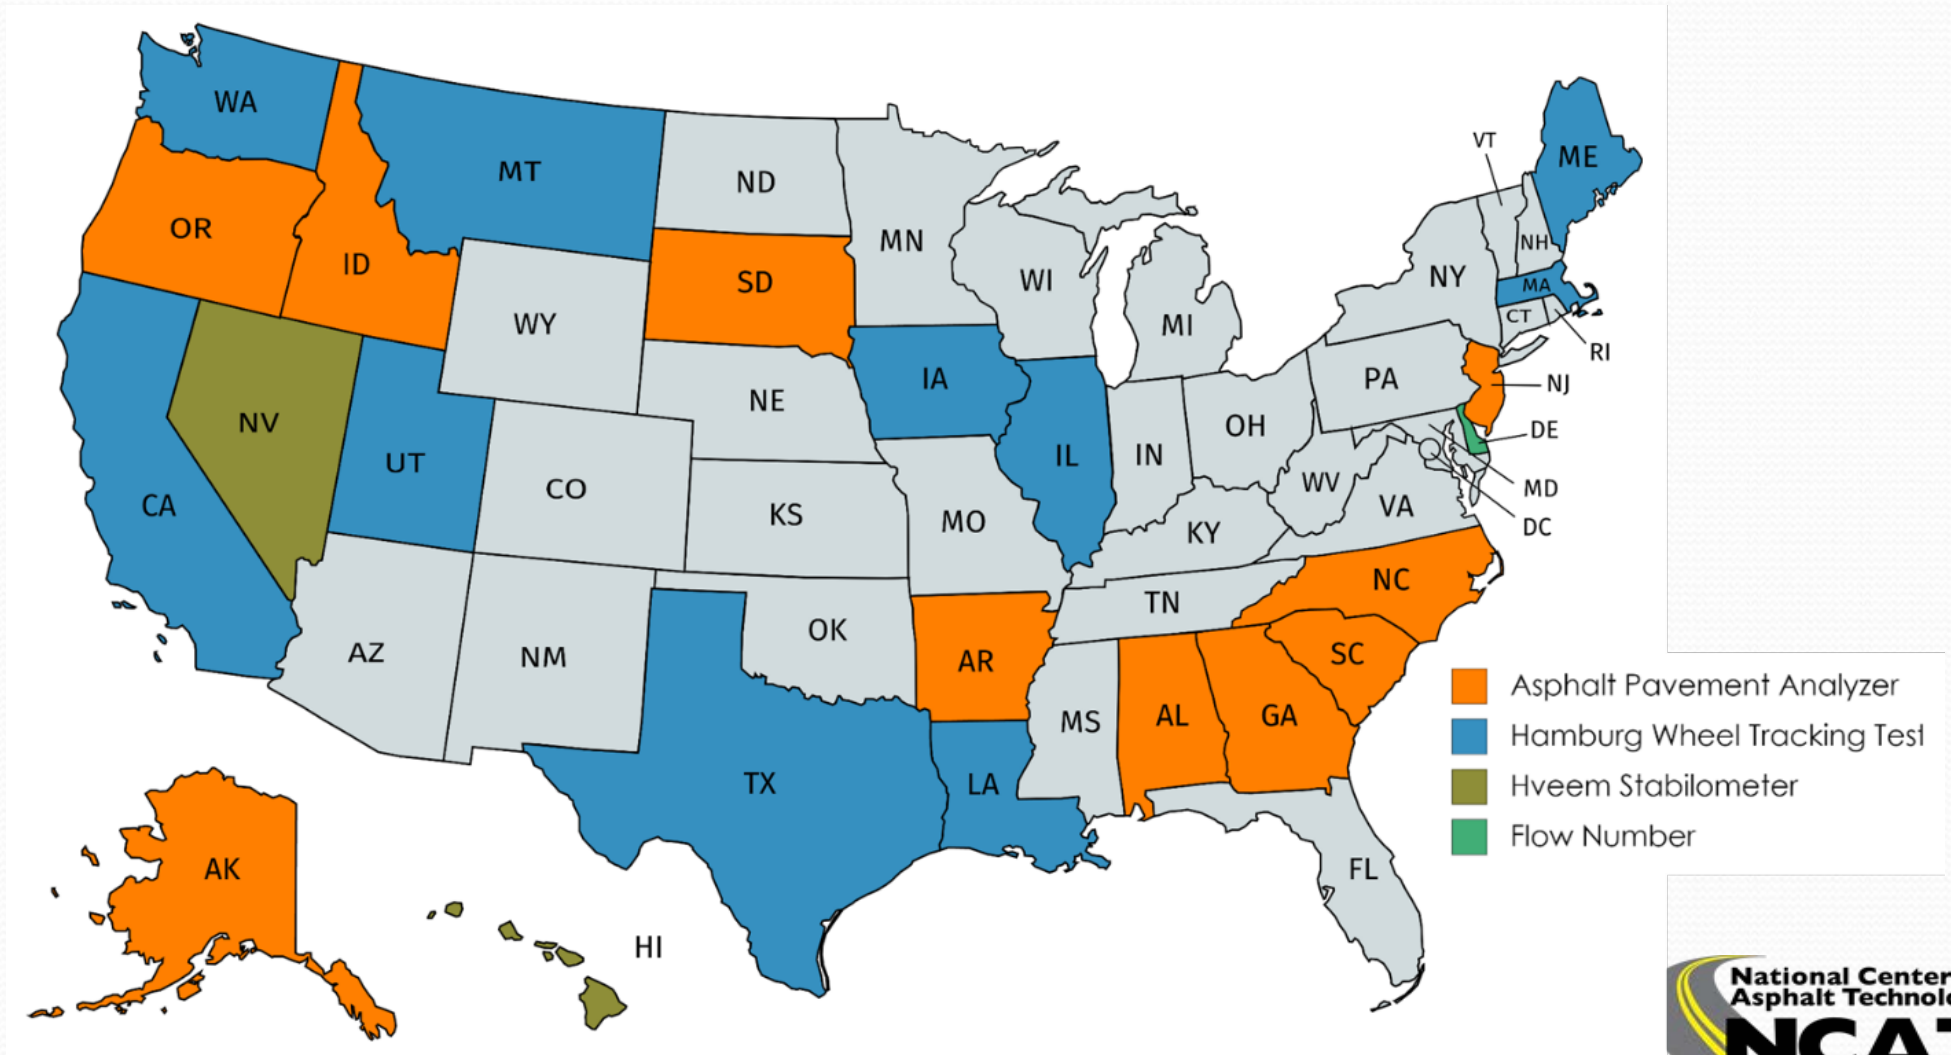 WA
MT
ND
MN
VT
ME
OR
ID
SD
WI
MI
NY
NH
MA
CT
RI
WY
IA
NE
PA
NJ
NV
UT
CO
IL
IN
OH
DE
CA
KS
MO
KY
WV
VA
MD
DC
AZ
NM
OK
AR
TN
NC
SC
MS
AL
GA
TX
LA
FL
AK
HI
Asphalt Pavement Analyzer
Hamburg Wheel Tracking Test
Hveem Stabilometer
Flow Number
National Center
Asphalt